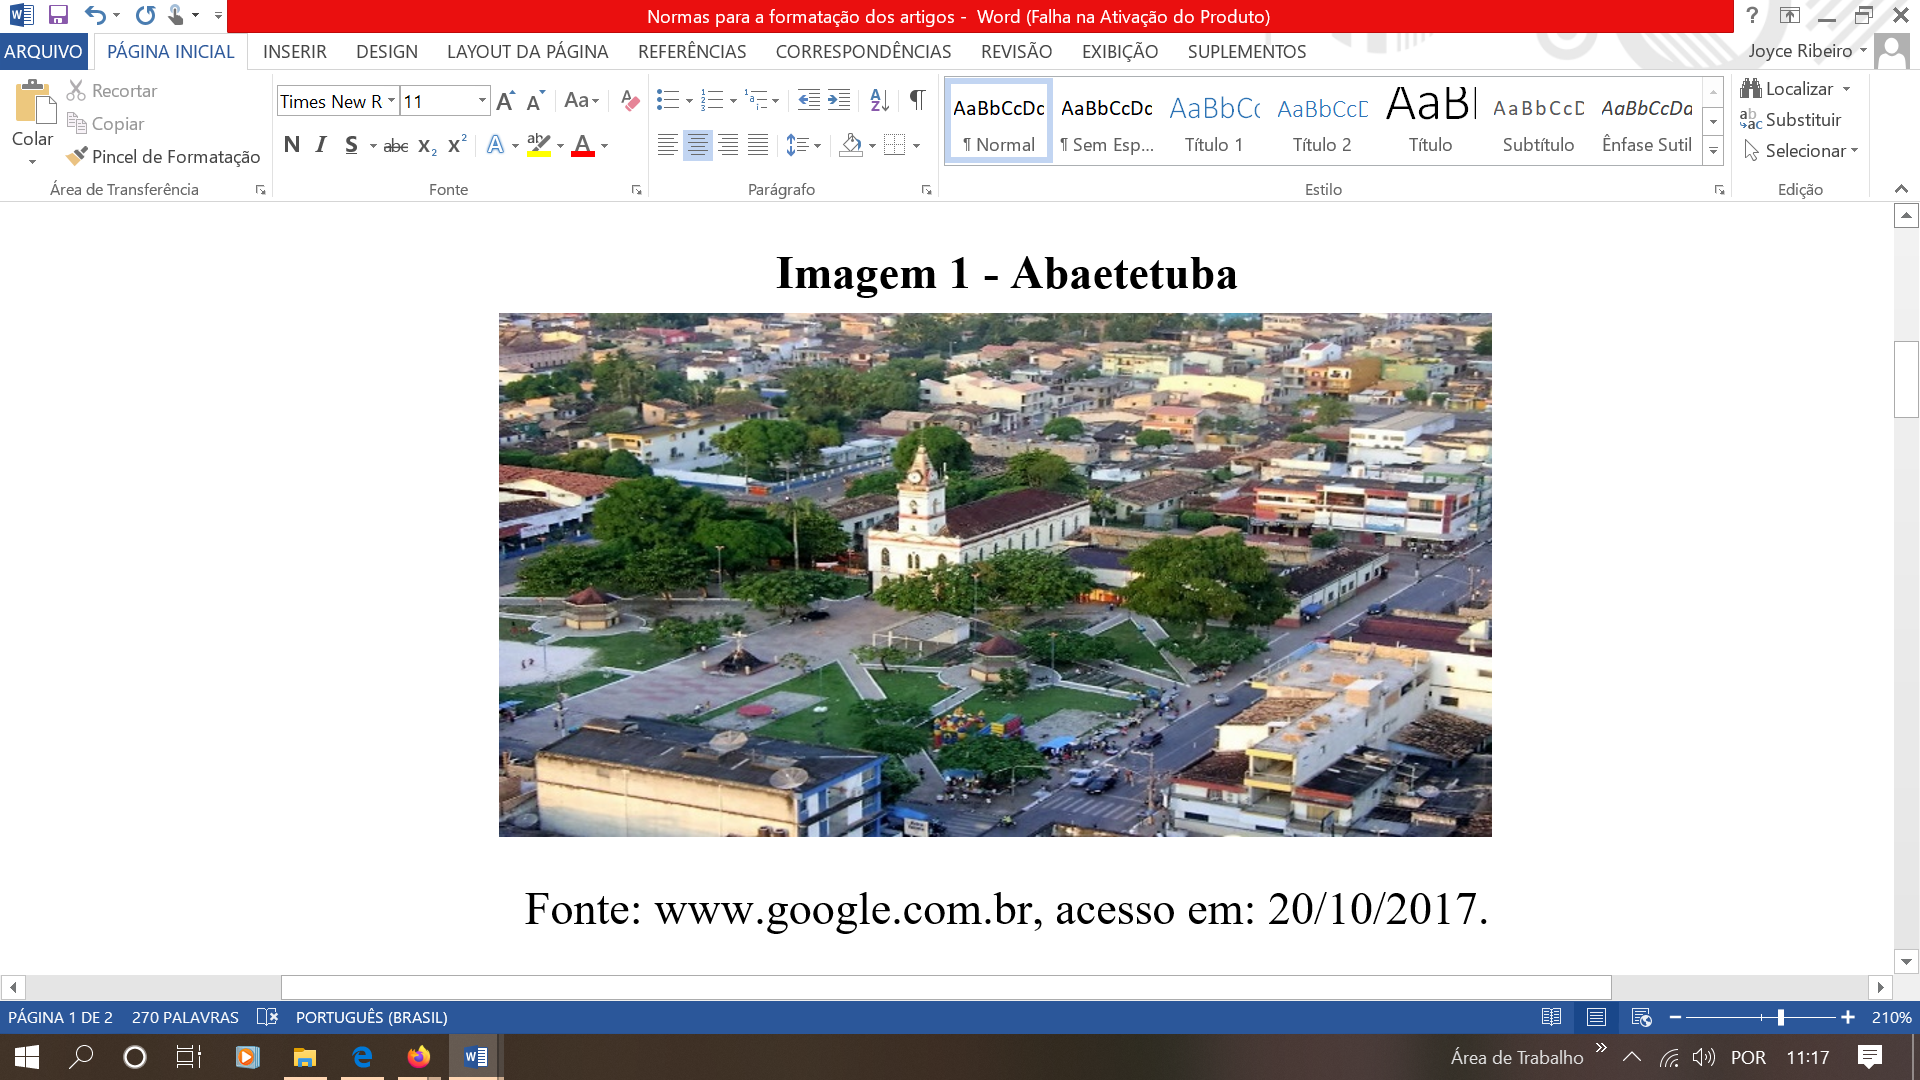 Normas para a formatação dos artigos - Word (Falha na Ativação do Produto)
ARQUIVO PÁGINA INICIAL INSERIR DESIGN LAYOUT DA PÁGINA REFERÊNCIAS CORRESPONDÊNCIAS REVISÃO EXIBIÇÃO SUPLEMENTOS Joyce Ribeiro
Colar
Recortar
Copiar
Pincel de Formatação
Área de Transferência
Times New R 11 Aa
N I S abc x₂ x² A ab A
Fonte
Parágrafo
AaBbCcDc AaBbCcDc AaBbCc AaBbCcD AaBl AaBbCcD AaBbCcDa
¶ Normal ¶ Sem Esp... Título 1 Título 2 Título Subtítulo Ênfase Sutil
Estilo
Localizar
Substituir
Selecionar
Edição
Imagem 1 - Abaetetuba
Fonte: www.google.com.br, acesso em: 20/10/2017.
PÁGINA 1 DE 2 270 PALAVRAS PORTUGUÊS (BRASIL) 210%
Área de Trabalho POR 11:17